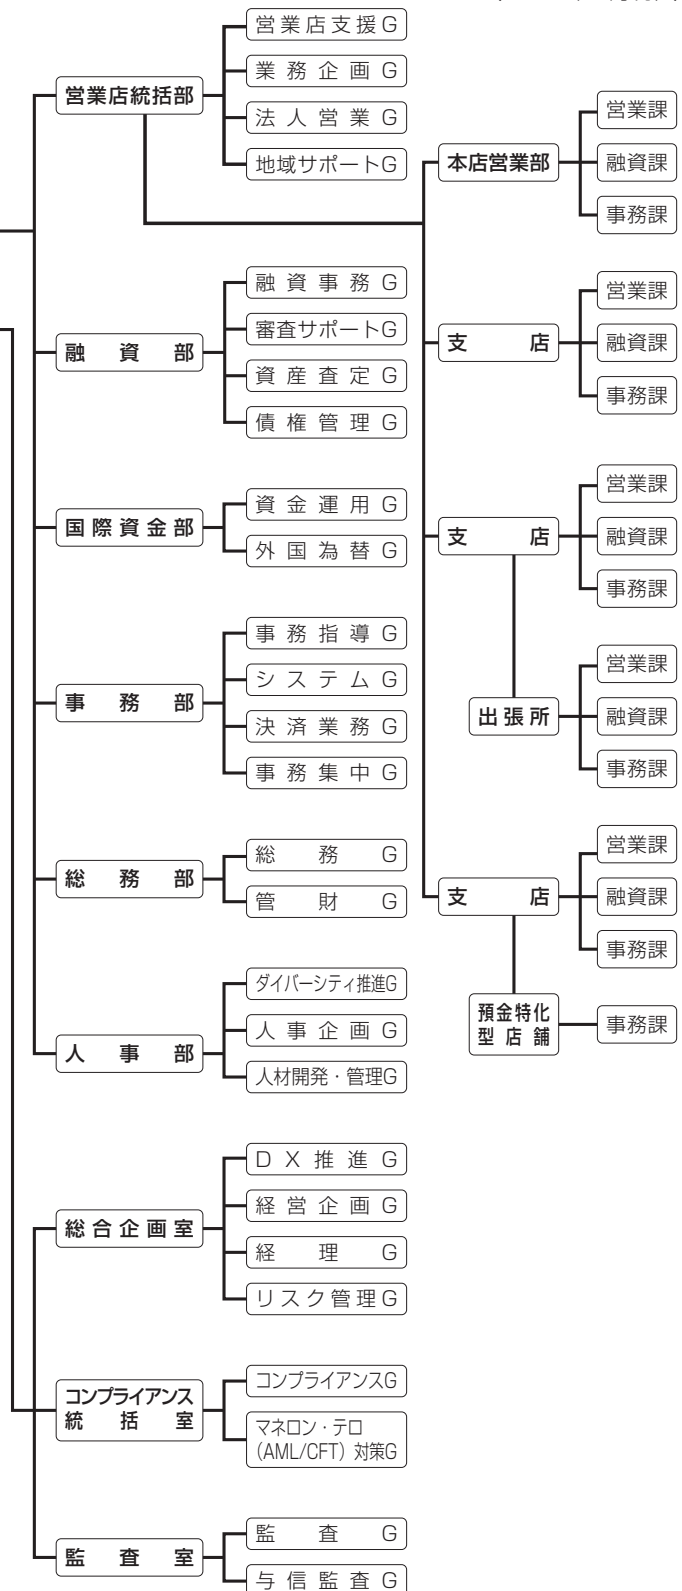 営業店統括部
営業店支援G
業務企画G
法人営業G
地域サポートG
本店営業部
営業課
融資課
事務課
支店
営業課
融資課
事務課
支店
営業課
融資課
事務課
出張所
営業課
融資課
事務課
支店
営業課
融資課
事務課
預金特化
型店舗
事務課
融資部
融資事務G
審査サポートG
資産査定G
債権管理G
国際資金部
資金運用G
外国為替G
事務部
事務指導G
システムG
決済業務G
事務集中G
総務部
総務G
管財G
人事部
ダイバーシティ推進G
人事企画G
人材開発・管理G
総合企画室
DX推進G
経営企画G
経理G
リスク管理G
コンプライアンス
統括室
コンプライアンスG
マネロン・テロ
(AML/CFT)対策G
監査室
監査G
与信監査G